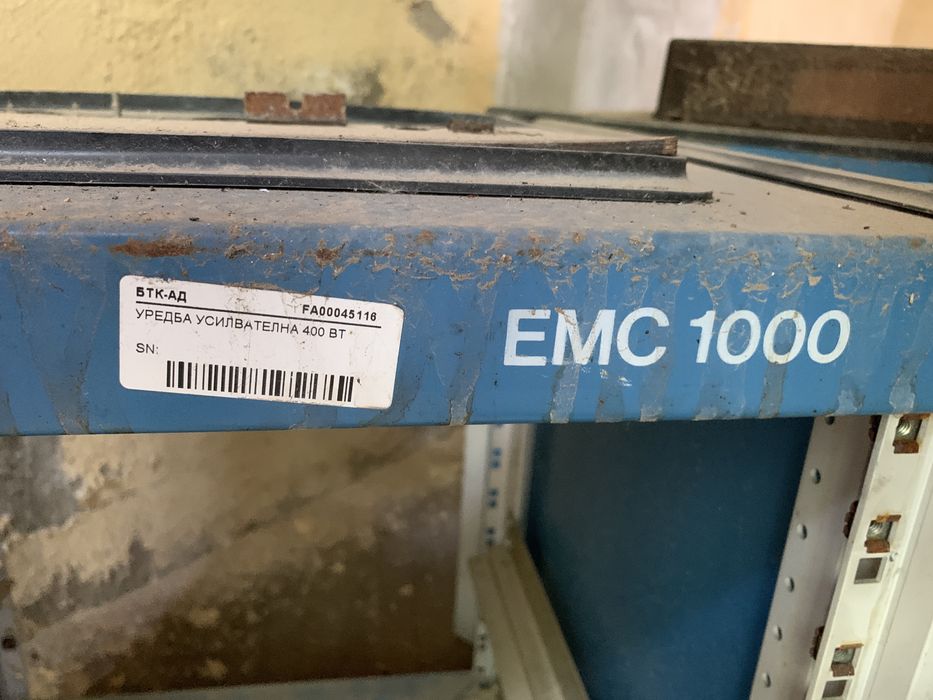 БТК-АД
FA00045116
УРЕДБА УСИЛВАТЕЛНА 400 ВТ
SN:
EMC 1000